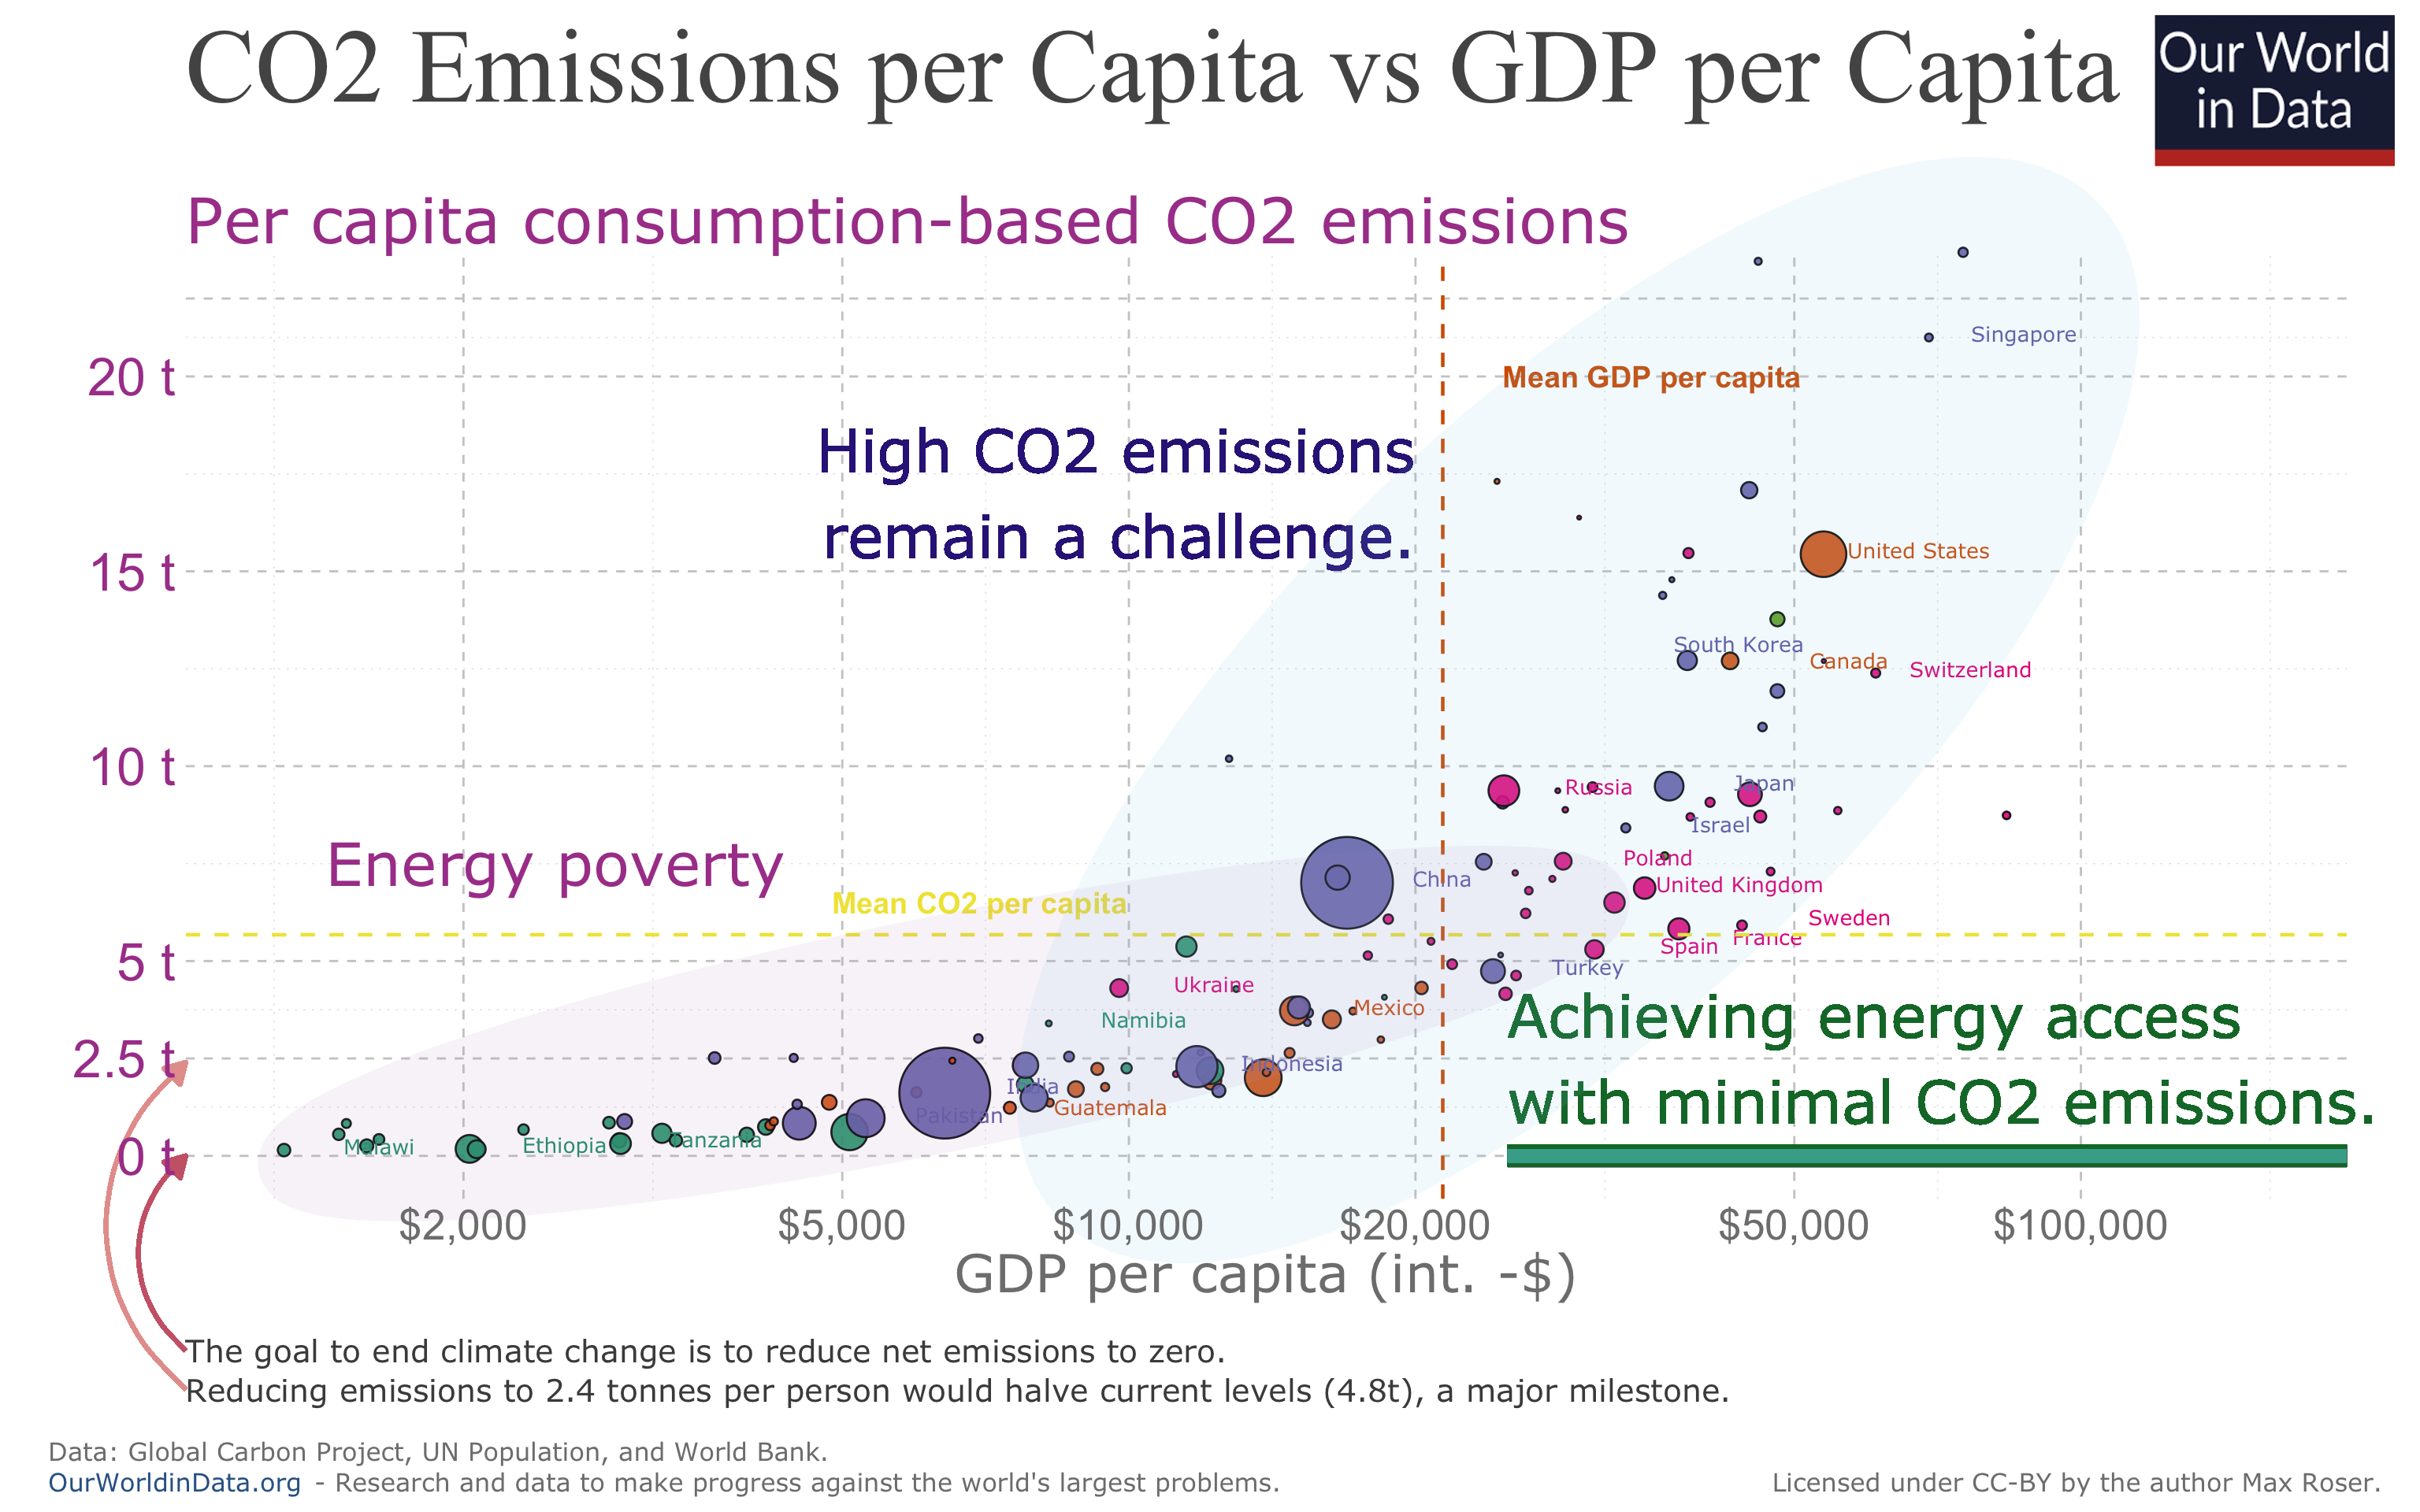 CO2 Emissions per Capita vs GDP per Capita
Our World
in Data
Per capita consumption-based CO2 emissions
Singapore
20 t
Mean GDP per capita
High CO2 emissions
remain a challenge.
15 t
United States
South Korea
Canada
Switzerland
10 t
Russia
Japan
Israel
Energy poverty
Poland
China
United Kingdom
Mean CO2 per capita
Sweden
France
Spain
5 t
Turkey
Ukraine
Mexico
Namibia
Achieving energy access
with minimal CO2 emissions.
2.5 t
Indonesia
India
Guatemala
Pakistan
Tanzania
Ethiopia
Malawi
0 t
$2,000
$5,000
$10,000
$20,000
$50,000
$100,000
GDP per capita (int. -$)
The goal to end climate change is to reduce net emissions to zero.
Reducing emissions to 2.4 tonnes per person would halve current levels (4.8t), a major milestone.
Data: Global Carbon Project, UN Population, and World Bank.
OurWorldinData.org - Research and data to make progress against the world's largest problems.
Licensed under CC-BY by the author Max Roser.